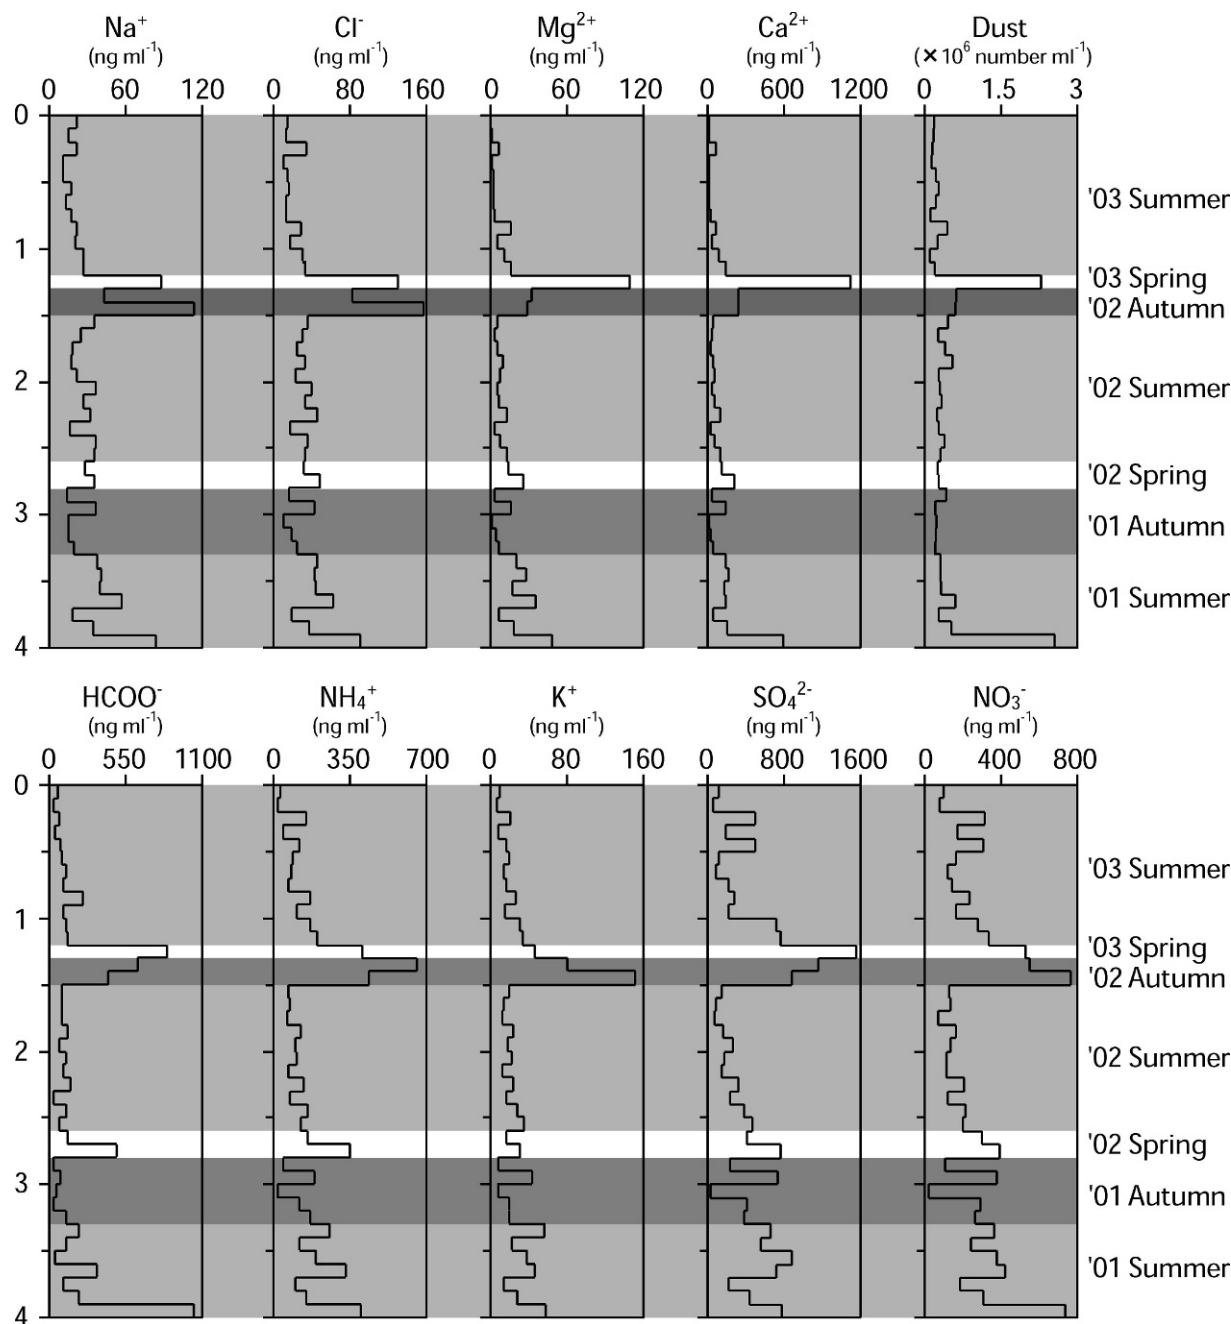 Na⁺ Cl⁻ Mg²⁺ Ca²⁺ Dust
(ng ml⁻¹) (ng ml⁻¹) (ng ml⁻¹) (ng ml⁻¹) (×10⁶ number ml⁻¹)
0 60 120 0 80 160 0 60 120 0 600 1200 0 1.5 3
0
'03 Summer
1
'03 Spring
'02 Autumn
2 '02 Summer
'02 Spring
3 '01 Autumn
'01 Summer
4
HCOO⁻ NH₄⁺ K⁺ SO₄²⁻ NO₃⁻
(ng ml⁻¹) (ng ml⁻¹) (ng ml⁻¹) (ng ml⁻¹) (ng ml⁻¹)
0 550 1100 0 350 700 0 80 160 0 800 1600 0 400 800
0
'03 Summer
1
'03 Spring
'02 Autumn
2 '02 Summer
'02 Spring
3 '01 Autumn
'01 Summer
4